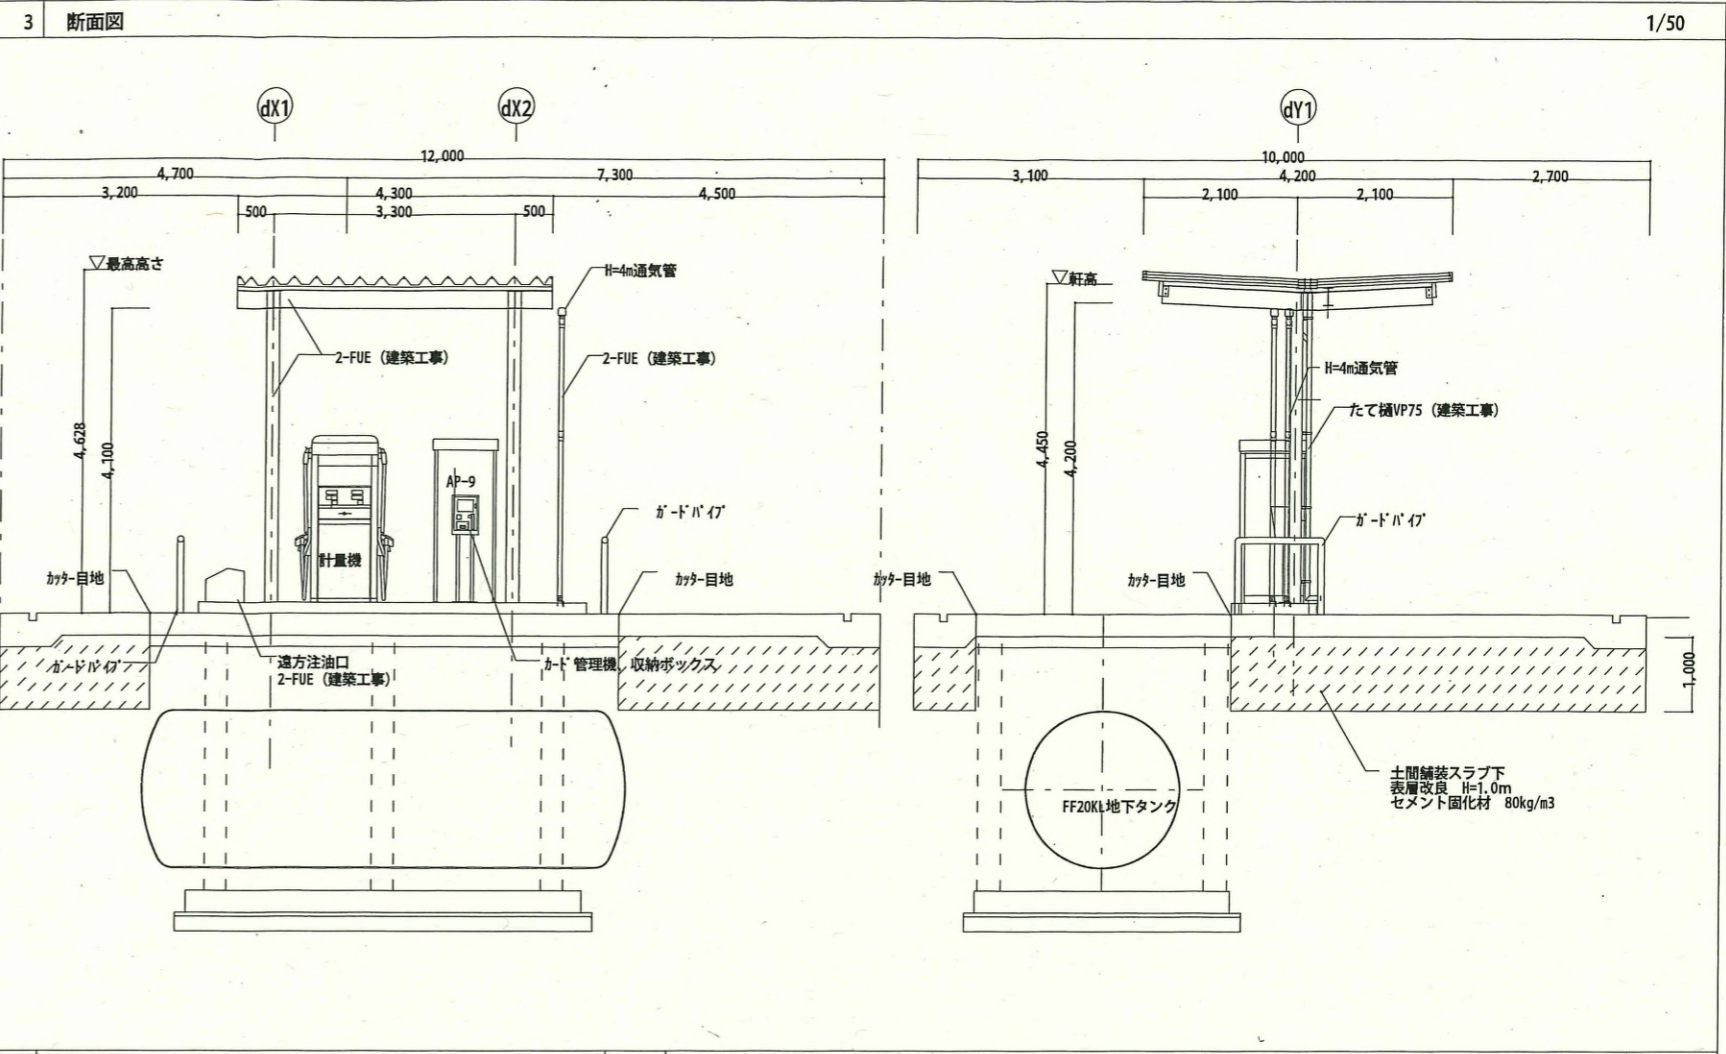 3 断面図 1/50
dX1 dX2 dY1
12,000
4,700 7,300
3,200 4,300 4,500
500 3,300 500
10,000
3,100 4,200 2,700
2,100 2,100
▽最高高さ
H=4m通気管
2-FUE（建築工事）
2-FUE（建築工事）
4,628
4,100
AP-9
計量機
ｶﾞｰﾄﾞﾊﾟｲﾌﾟ
ｶｯﾀｰ目地
ｶｯﾀｰ目地
ｶﾞｰﾄﾞﾊﾟｲﾌﾟ
遠方注油口
2-FUE（建築工事）
ｶｰﾄﾞ管理機、収納ボックス
▽軒高
H=4m通気管
たて樋VP75（建築工事）
4,450
4,200
ｶﾞｰﾄﾞﾊﾟｲﾌﾟ
ｶｯﾀｰ目地
ｶｯﾀｰ目地
1,000
FF20KL地下タンク
土間舗装スラブ下
表層改良　H=1.0m
セメント固化材　80kg/m3